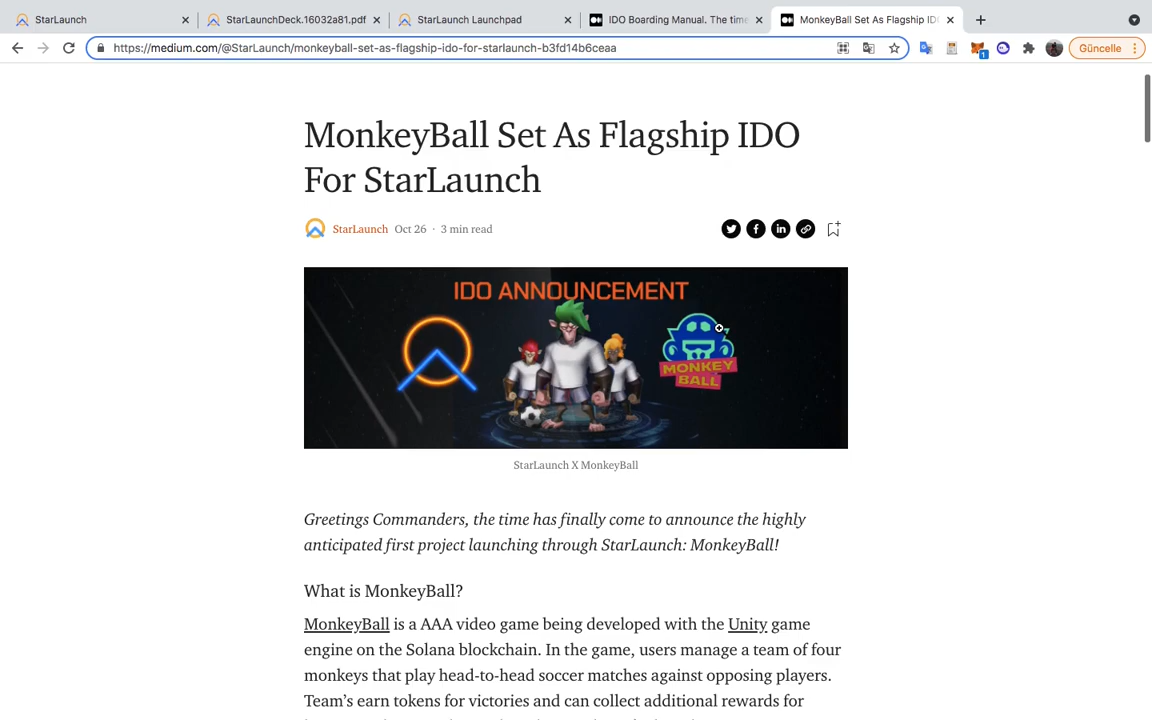 StarLaunch
StarLaunchDeck.16032a81.pdf
StarLaunch Launchpad
IDO Boarding Manual. The time
MonkeyBall Set As Flagship ID
https://medium.com/@StarLaunch/monkeyball-set-as-flagship-ido-for-starlaunch-b3fd14b6ceaa
1
Güncelle
MonkeyBall Set As Flagship IDO
For StarLaunch
StarLaunch Oct 26 · 3 min read
IDO ANNOUNCEMENT
MONKEY
BALL
StarLaunch X MonkeyBall
Greetings Commanders, the time has finally come to announce the highly
anticipated first project launching through StarLaunch: MonkeyBall!
What is MonkeyBall?
MonkeyBall is a AAA video game being developed with the Unity game
engine on the Solana blockchain. In the game, users manage a team of four
monkeys that play head-to-head soccer matches against opposing players.
Team’s earn tokens for victories and can collect additional rewards for